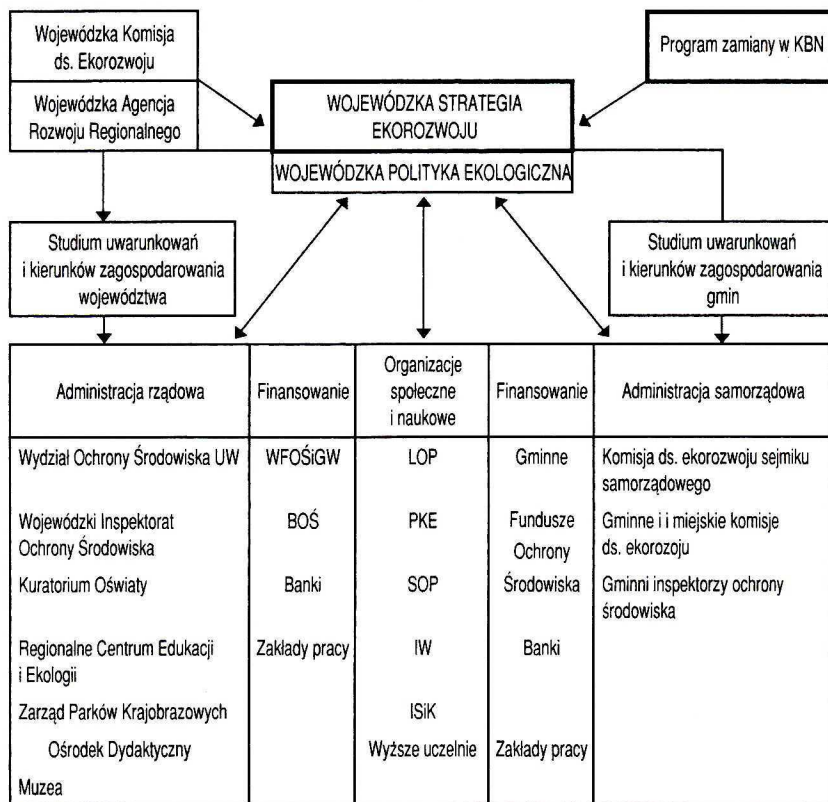 Wojewódzka Komisja
ds. Ekorozwoju
Wojewódzka Agencja
Rozwoju Regionalnego
Program zamiany w KBN
WOJEWÓDZKA STRATEGIA
EKOROZWOJU
WOJEWÓDZKA POLITYKA EKOLOGICZNA
Studium uwarunkowań
i kierunków zagospodarowania
województwa
Studium uwarunkowań
i kierunków zagospodarowania
gmin
Administracja rządowa
Finansowanie
Organizacje
społeczne
i naukowe
Finansowanie
Administracja samorządowa
Wydział Ochrony Środowiska UW
Wojewódzki Inspektorat
Ochrony Środowiska
Kuratorium Oświaty
Regionalne Centrum Edukacji
i Ekologii
Zarząd Parków Krajobrazowych
Ośrodek Dydaktyczny
Muzea
WFOŚiGW
BOŚ
Banki
Zakłady pracy
LOP
PKE
SOP
IW
ISiK
Wyższe uczelnie
Gminne
Fundusze
Ochrony
Środowiska
Banki
Zakłady pracy
Komisja ds. ekorozwoju sejmiku
samorządowego
Gminne i i miejskie komisje
ds. ekorozoju
Gminni inspektorzy ochrony
środowiska